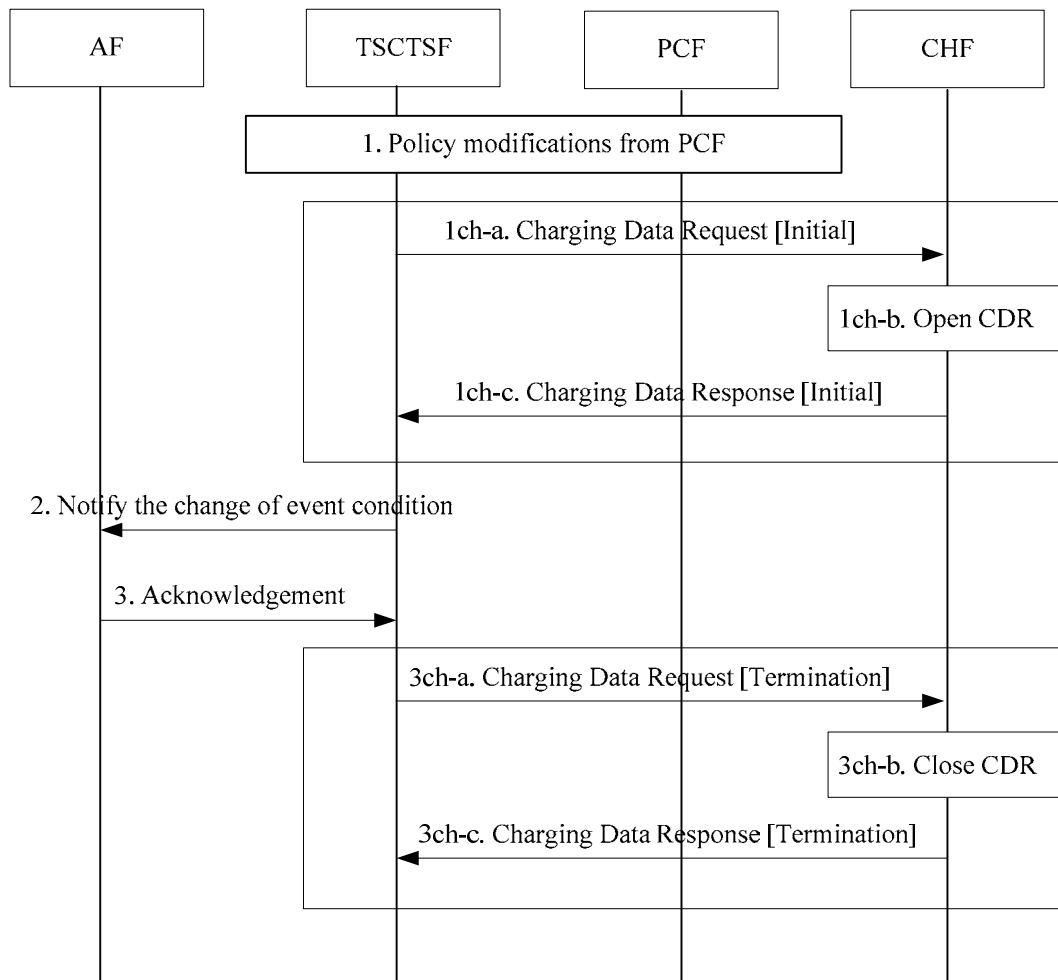 AF
TSCTSF
PCF
CHF
1. Policy modifications from PCF
1ch-a. Charging Data Request [Initial]
1ch-b. Open CDR
1ch-c. Charging Data Response [Initial]
2. Notify the change of event condition
3. Acknowledgement
3ch-a. Charging Data Request [Termination]
3ch-b. Close CDR
3ch-c. Charging Data Response [Termination]